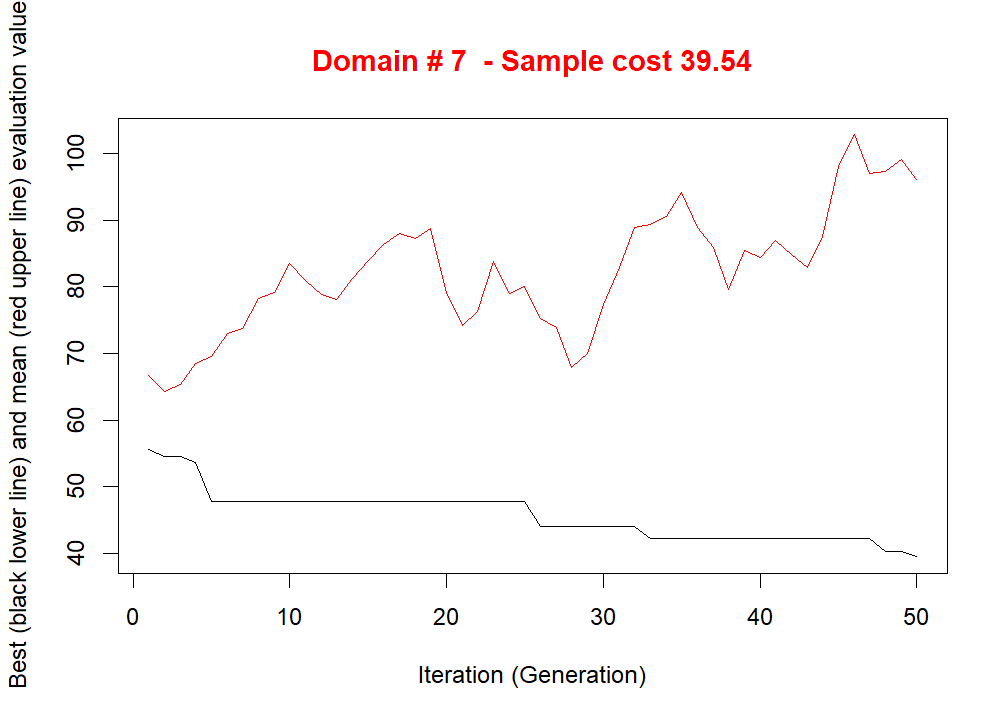 Domain # 7  - Sample cost 39.54
Best (black lower line) and mean (red upper line) evaluation value
100
90
80
70
60
50
40
0 10 20 30 40 50
Iteration (Generation)